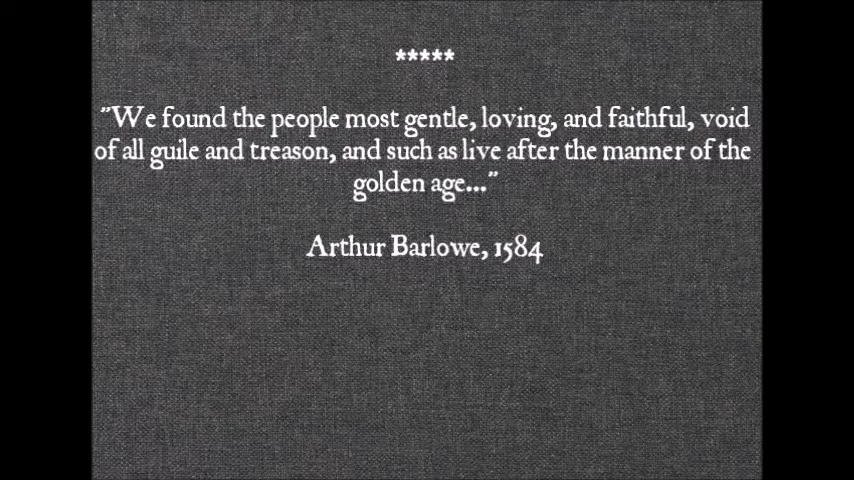 *****
"We found the people most gentle, loving, and faithful, void
of all guile and treason, and such as live after the manner of the
golden age..."
Arthur Barlowe, 1584